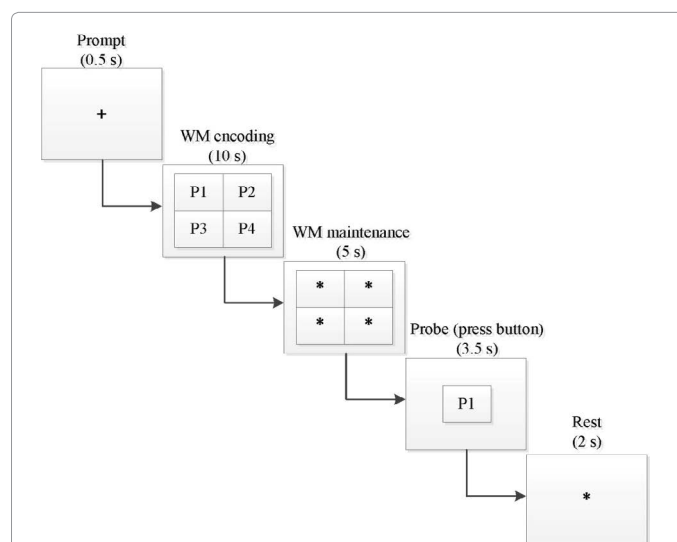 Prompt
(0.5 s)
+
WM encoding
(10 s)
P1 P2
P3 P4
WM maintenance
(5 s)
* *
* *
Probe (press button)
(3.5 s)
P1
Rest
(2 s)
*